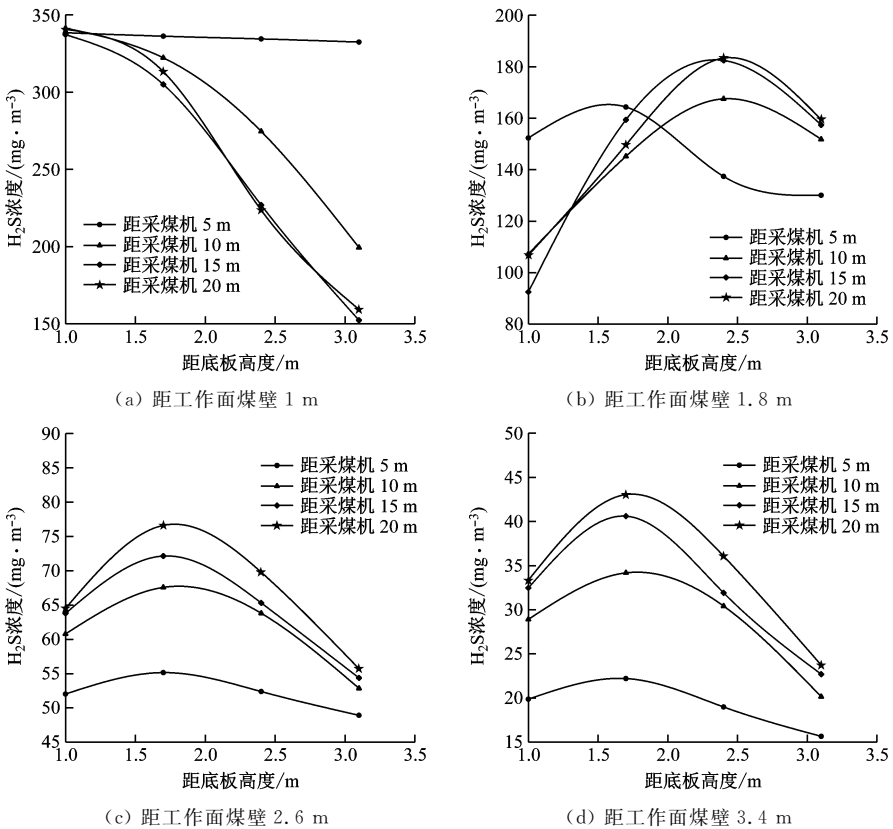 350
300
250
200
150
1.0
1.5
2.0
2.5
3.0
3.5
H₂S浓度/(mg·m⁻³)
距采煤机 5 m
距采煤机 10 m
距采煤机 15 m
距采煤机 20 m
距底板高度/m
(a) 距工作面煤壁 1 m
200
180
160
140
120
100
80
1.0
1.5
2.0
2.5
3.0
3.5
H₂S浓度/(mg·m⁻³)
距采煤机 5 m
距采煤机 10 m
距采煤机 15 m
距采煤机 20 m
距底板高度/m
(b) 距工作面煤壁 1.8 m
90
85
80
75
70
65
60
55
50
45
1.0
1.5
2.0
2.5
3.0
3.5
H₂S浓度/(mg·m⁻³)
距采煤机 5 m
距采煤机 10 m
距采煤机 15 m
距采煤机 20 m
距底板高度/m
(c) 距工作面煤壁 2.6 m
50
45
40
35
30
25
20
15
1.0
1.5
2.0
2.5
3.0
3.5
H₂S浓度/(mg·m⁻³)
距采煤机 5 m
距采煤机 10 m
距采煤机 15 m
距采煤机 20 m
距底板高度/m
(d) 距工作面煤壁 3.4 m